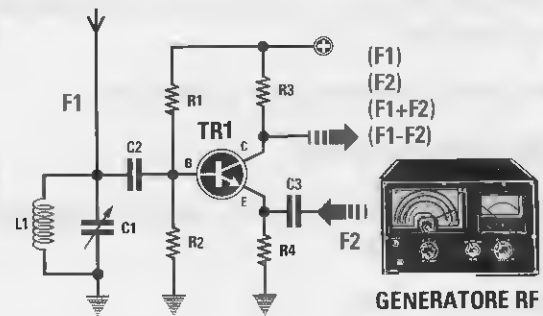 F1
R1
R3
(F1)
(F2)
(F1+F2)
(F1-F2)
TR1
C2
B
C
E
C3
L1
C1
R2
R4
F2
GENERATORE RF